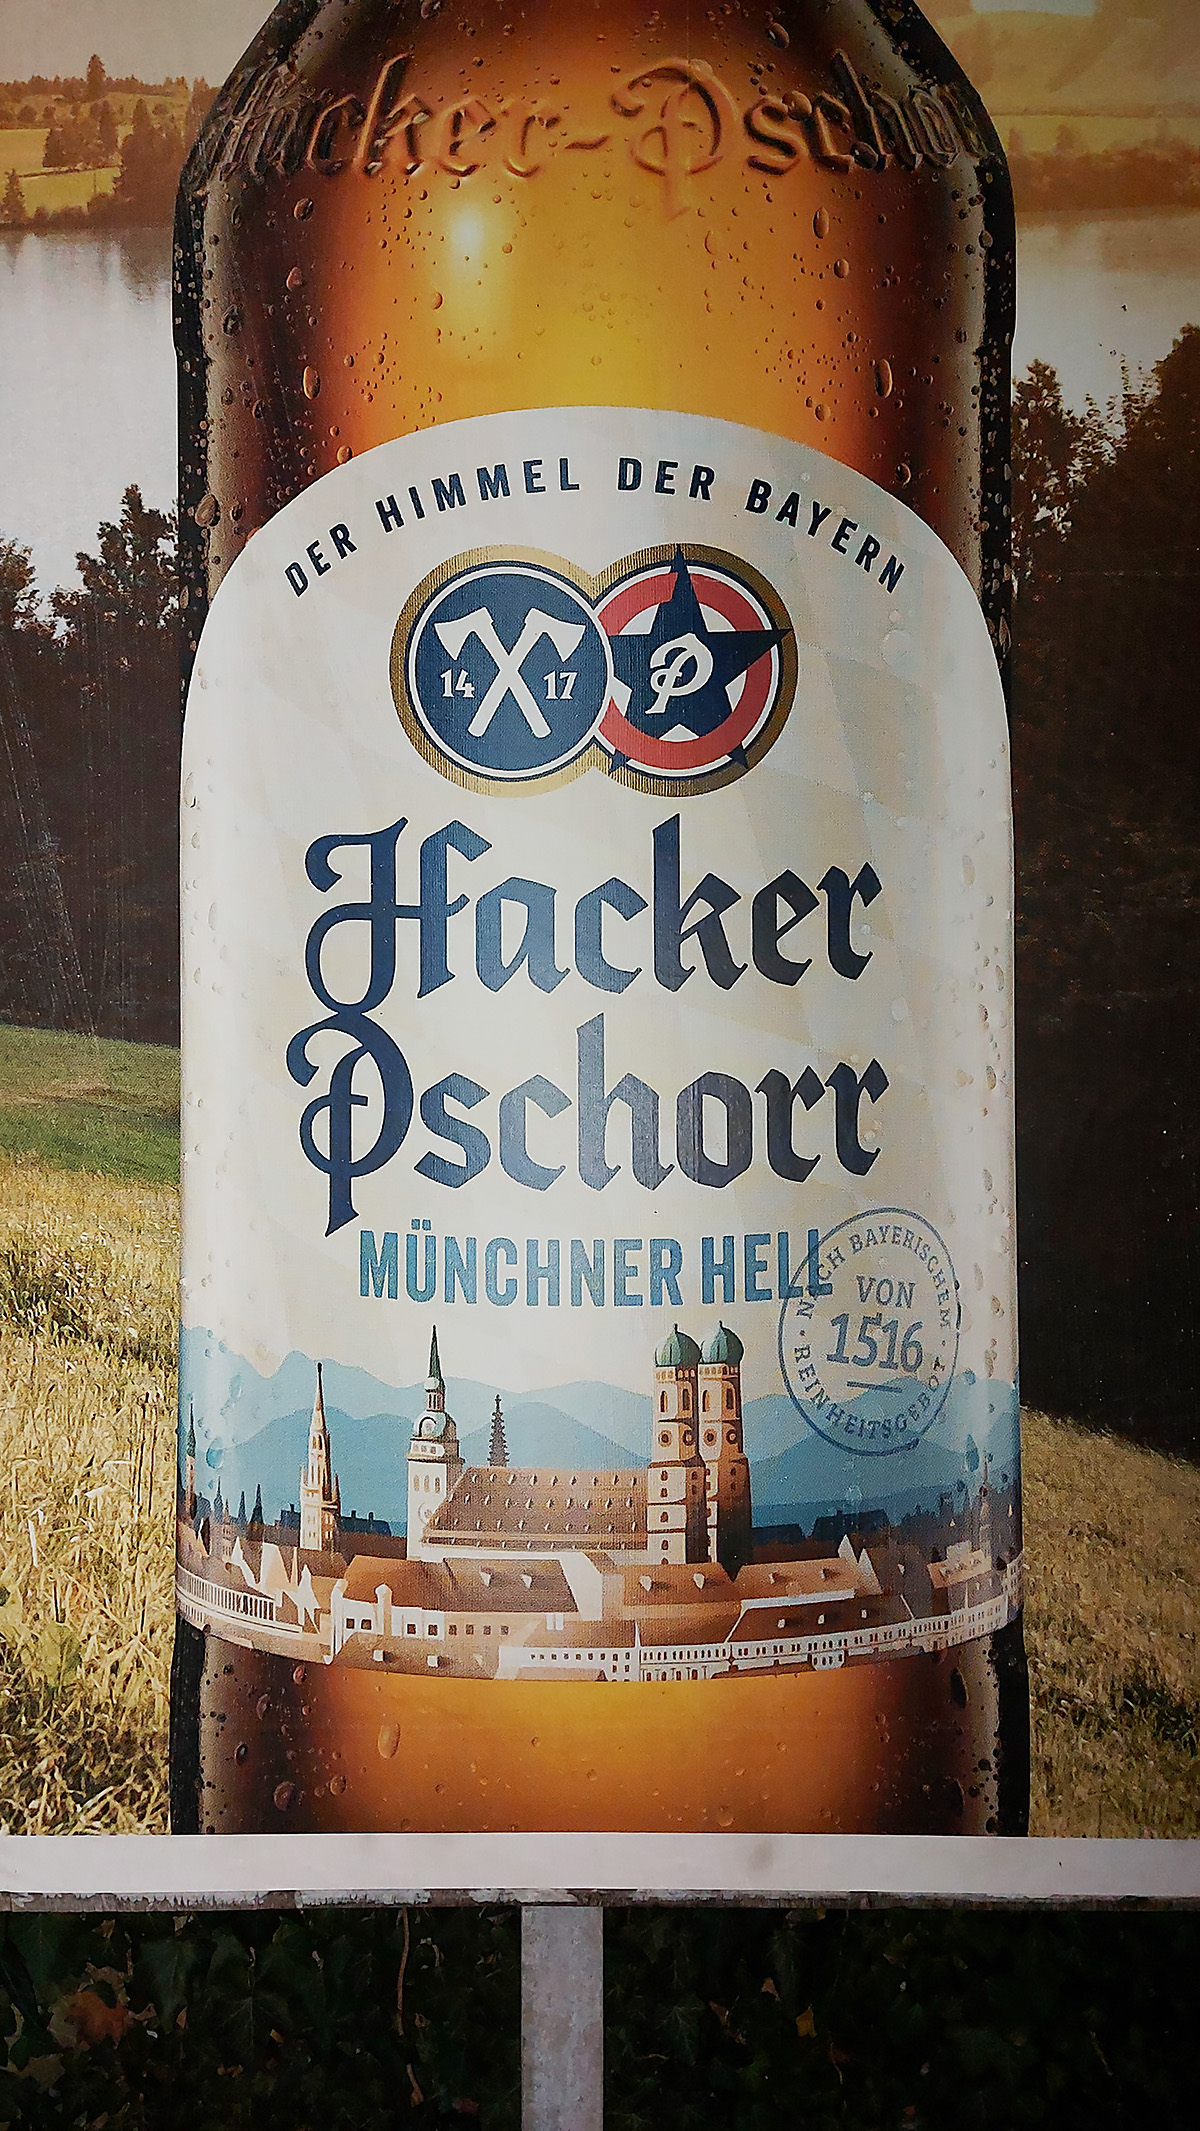 Hacker-Pschorr
DER HIMMEL DER BAYERN
14 17
P
Hacker
Pschorr
MÜNCHNER HELL
NACH BAYERISCHEM
VON
1516
REINHEITSGEBOT